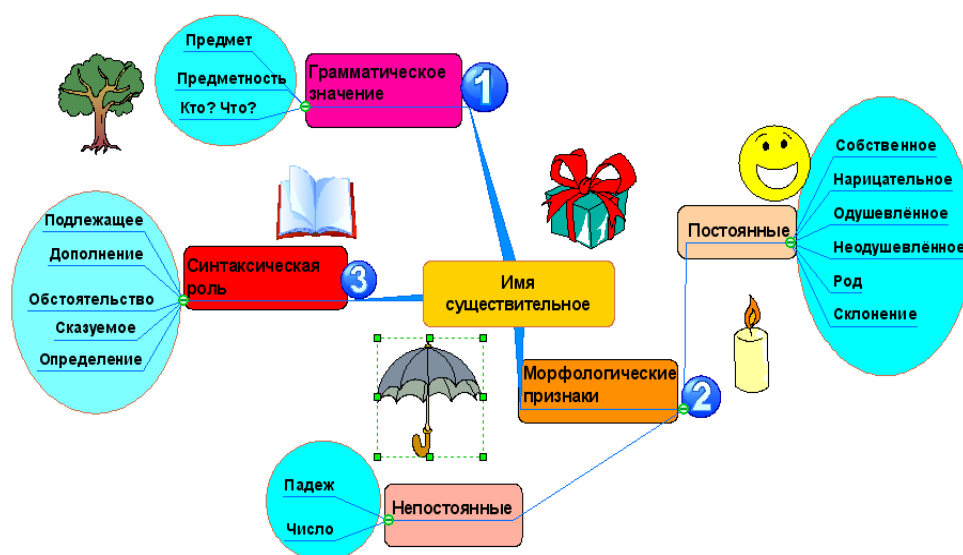 Имя
существительное
1
Грамматическое
значение
Предмет
Предметность
Кто? Что?
2
Морфологические
признаки
Постоянные
Собственное
Нарицательное
Одушевлённое
Неодушевлённое
Род
Склонение
Непостоянные
Падеж
Число
3
Синтаксическая
роль
Подлежащее
Дополнение
Обстоятельство
Сказуемое
Определение